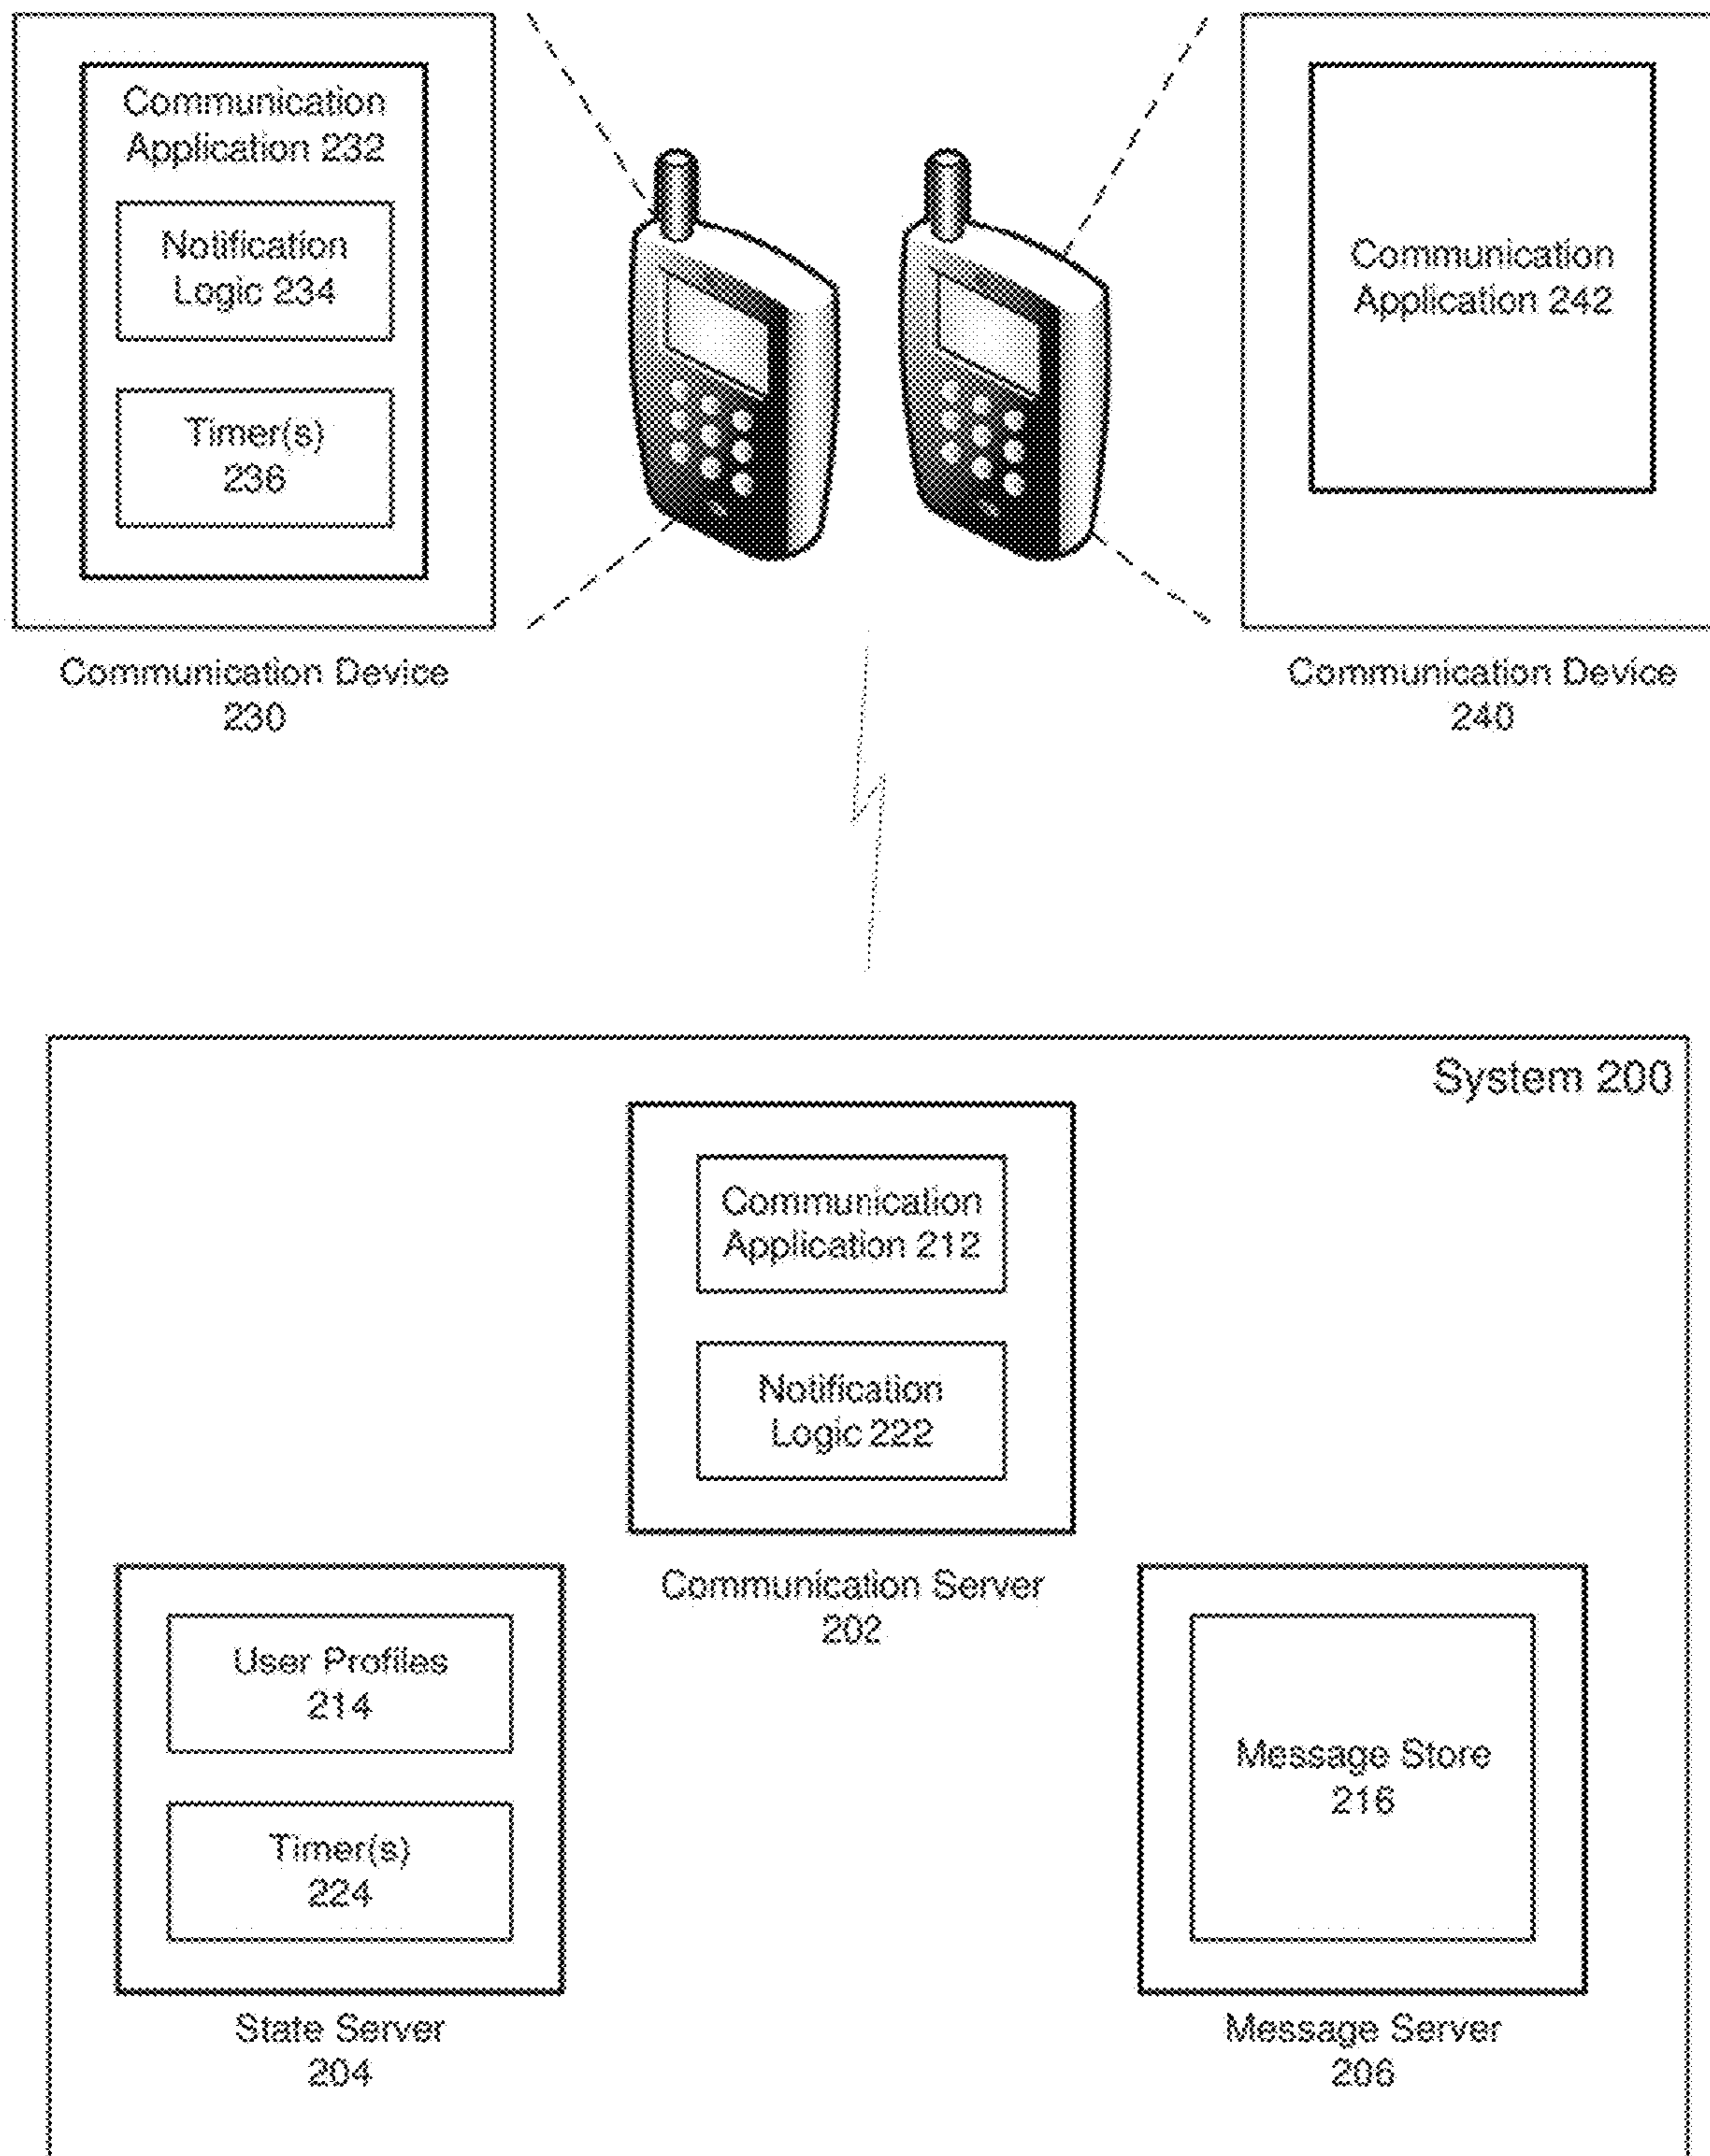 Communication
Application 232
Notification
Logic 234
Timer(s)
236
Communication Device
230
Communication
Application 242
Communication Device
240
System 200
Communication
Application 212
Notification
Logic 222
Communication Server
202
User Profiles
214
Timer(s)
224
State Server
204
Message Store
216
Message Server
206